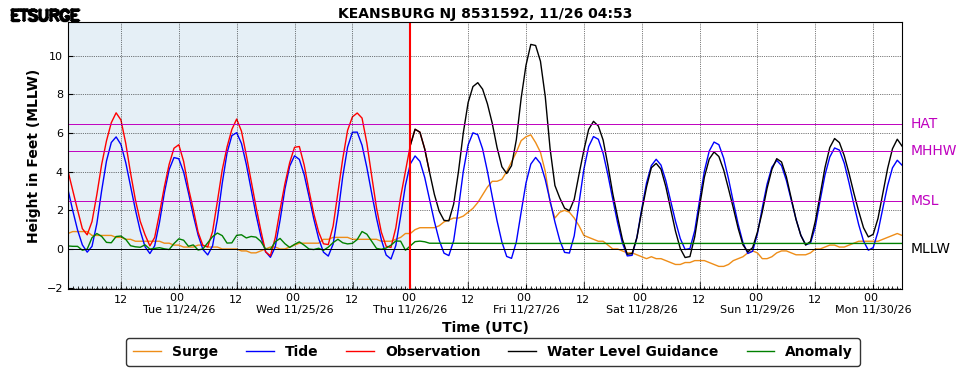 ETSURGE
KEANSBURG NJ 8531592, 11/26 04:53
Height in Feet (MLLW)
10
8
6
4
2
0
−2
HAT
MHHW
MSL
MLLW
12 00 12 00 12 00 12 00 12 00 12 00 12 00
Tue 11/24/26 Wed 11/25/26 Thu 11/26/26 Fri 11/27/26 Sat 11/28/26 Sun 11/29/26 Mon 11/30/26
Time (UTC)
Surge Tide Observation Water Level Guidance Anomaly